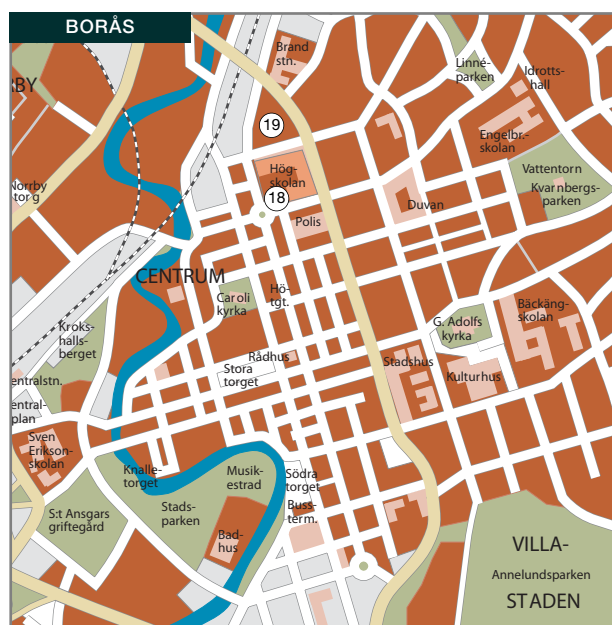 BORÅS
Brand
stn.
Linné-
parken
Idrotts-
hall
RBY
19
Engelbr.-
skolan
Hög-
skolan
Vattentorn
Kvarnbergs-
parken
Norrby
torg
18
Duvan
Polis
CENTRUM
Caroli
kyrka
Hö-
tgt.
G. Adolfs
kyrka
Bäckäng-
skolan
Kroks-
halls-
berget
Rådhus
Stora
torget
Stadshus
Kulturhus
entralstn.
entral-
plan
Sven
Erikson-
skolan
Knalle-
torget
Musik-
estrad
Södra
torget
Buss-
term.
S:t Ansgars
griftegård
Stads-
parken
Bad-
hus
VILLA-
Annelundsparken
STADEN